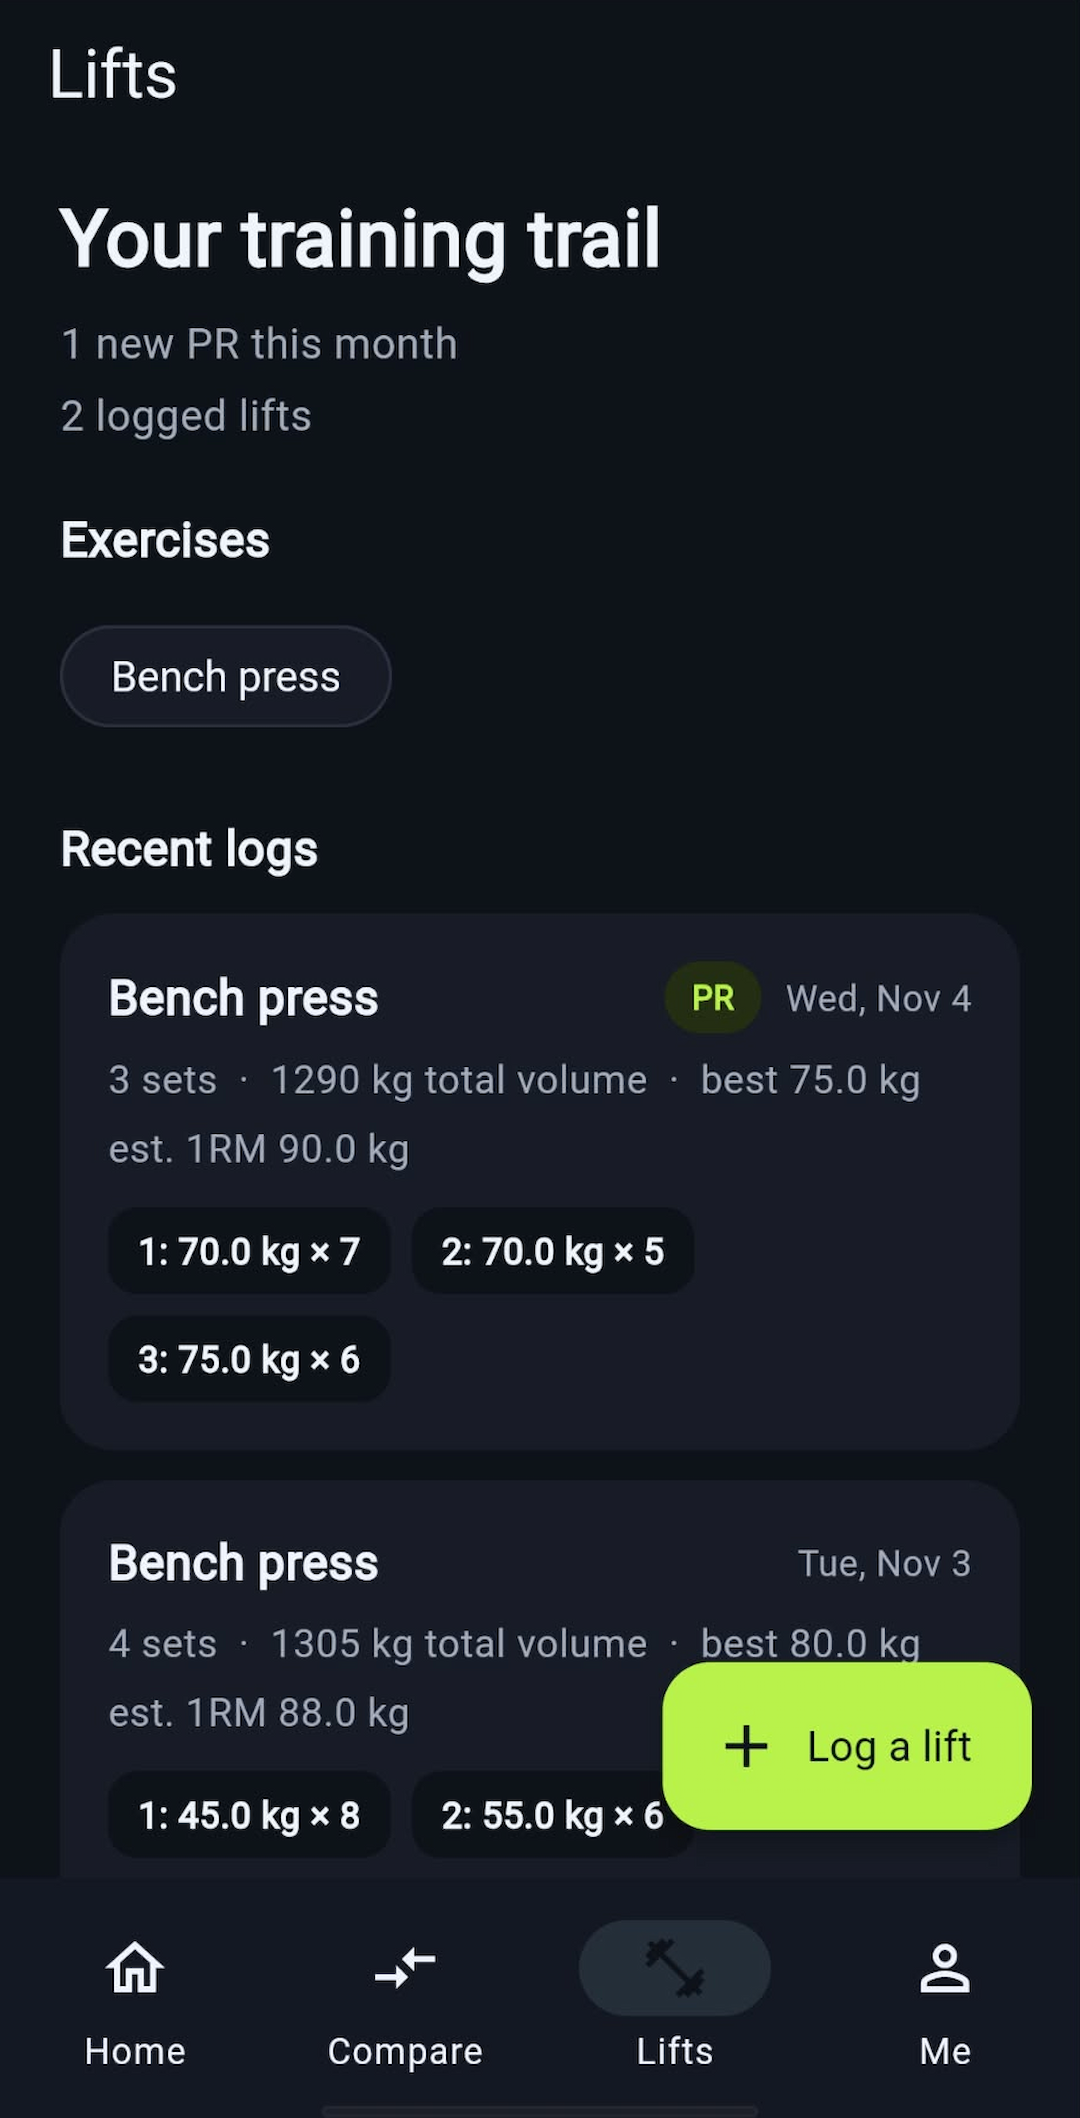 Lifts
Your training trail
1 new PR this month
2 logged lifts
Exercises
Bench press
Recent logs
Bench press PR Wed, Nov 4
3 sets · 1290 kg total volume · best 75.0 kg
est. 1RM 90.0 kg
1: 70.0 kg × 7 2: 70.0 kg × 5
3: 75.0 kg × 6
Bench press Tue, Nov 3
4 sets · 1305 kg total volume · best 80.0 kg
est. 1RM 88.0 kg
+ Log a lift
1: 45.0 kg × 8 2: 55.0 kg × 6
Home Compare Lifts Me